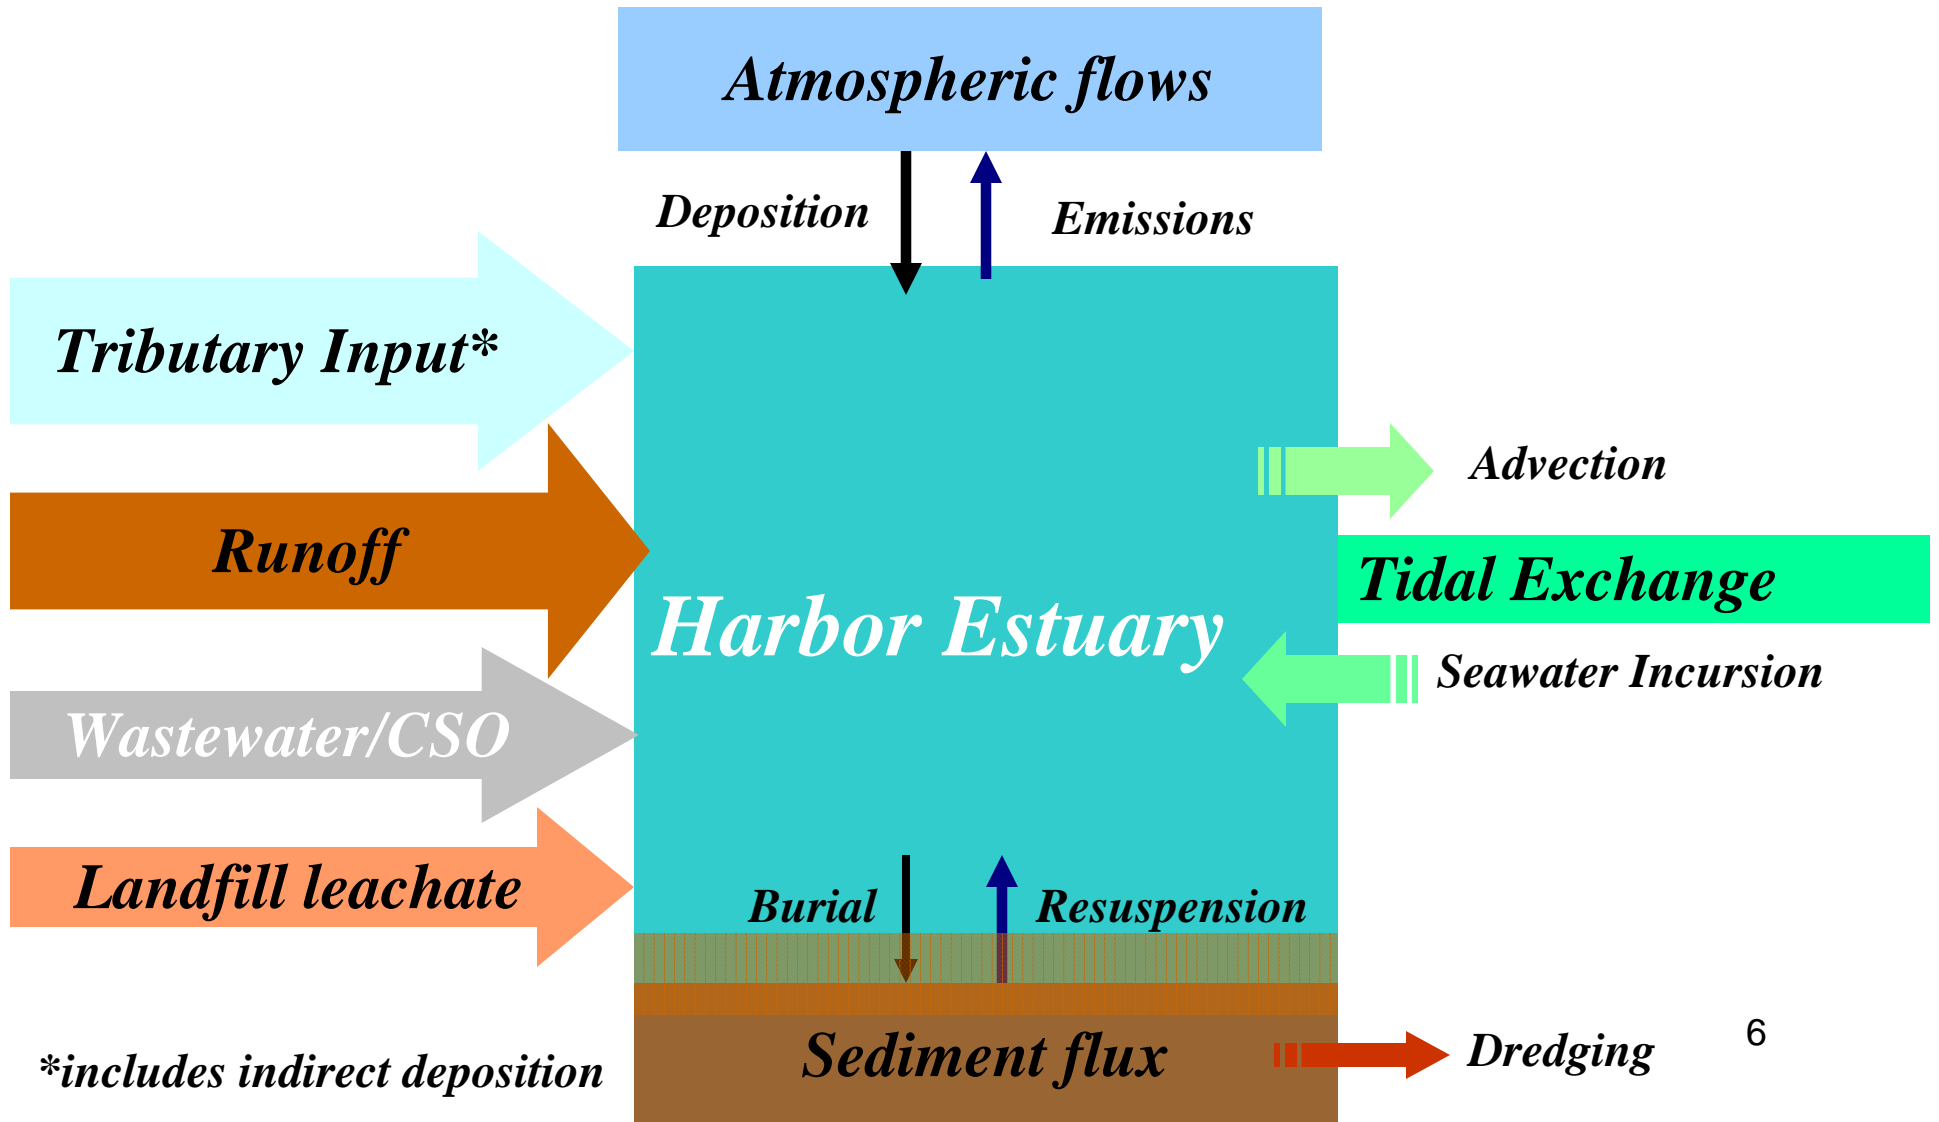 Atmospheric flows
Deposition
Emissions
Tributary Input*
Advection
Runoff
Tidal Exchange
Harbor Estuary
Seawater Incursion
Wastewater/CSO
Landfill leachate
Burial
Resuspension
Sediment flux
Dredging
6
*includes indirect deposition